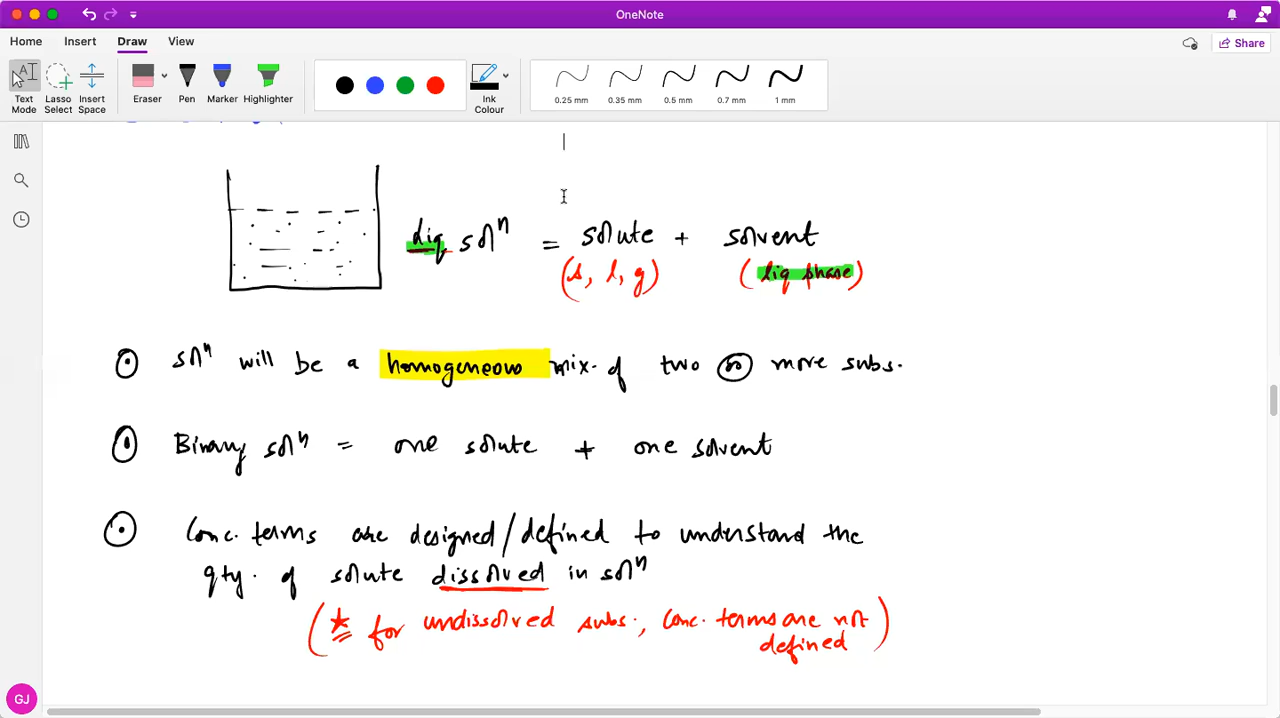 OneNote
Home Insert Draw View
Share
Text Mode
Lasso Select
Insert Space
Eraser
Pen
Marker
Highlighter
Ink Colour
0.25 mm 0.35 mm 0.5 mm 0.7 mm 1 mm
liq solⁿ = solute + solvent
(s, l, g) (liq phase)
solⁿ will be a homogeneous mix. of two or more subs.
Binary solⁿ = one solute + one solvent
Conc. terms are designed/defined to understand the
qty. of solute dissolved in solⁿ
(* for undissolved subs., conc. terms are not
defined)
GJ